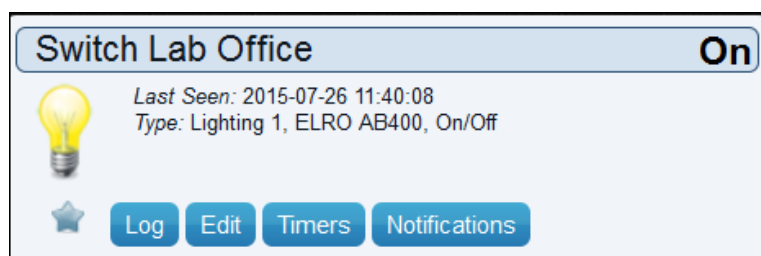 Switch Lab Office On
Last Seen: 2015-07-26 11:40:08
Type: Lighting 1, ELRO AB400, On/Off
Log Edit Timers Notifications